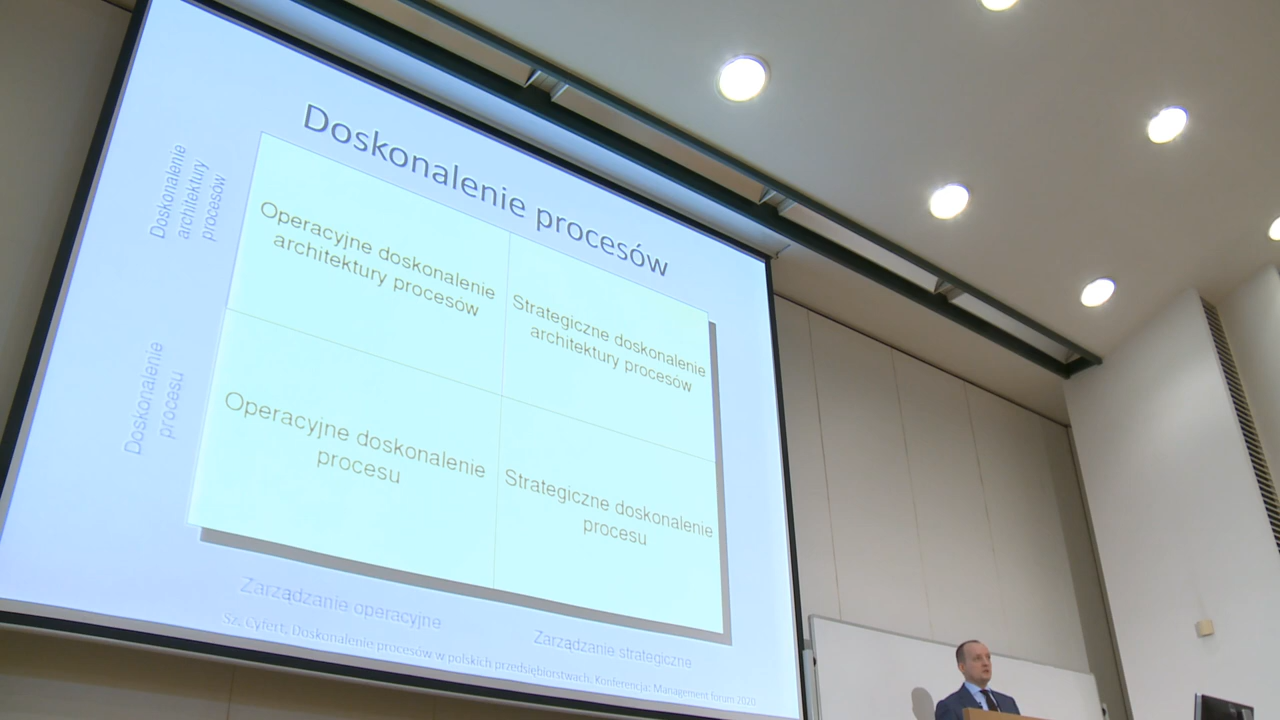 Doskonalenie procesów
Doskonalenie
architektury
procesów
Operacyjne doskonalenie
architektury procesów
Strategiczne doskonalenie
architektury procesów
Doskonalenie
procesu
Operacyjne doskonalenie
procesu
Strategiczne doskonalenie
procesu
Zarządzanie operacyjne
Zarządzanie strategiczne
Sz. Cyfert, Doskonalenie procesów w polskich przedsiębiorstwach, Konferencja: Management forum 2020